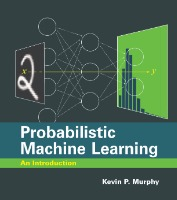 x
y
Probabilistic
Machine Learning
An Introduction
Kevin P. Murphy